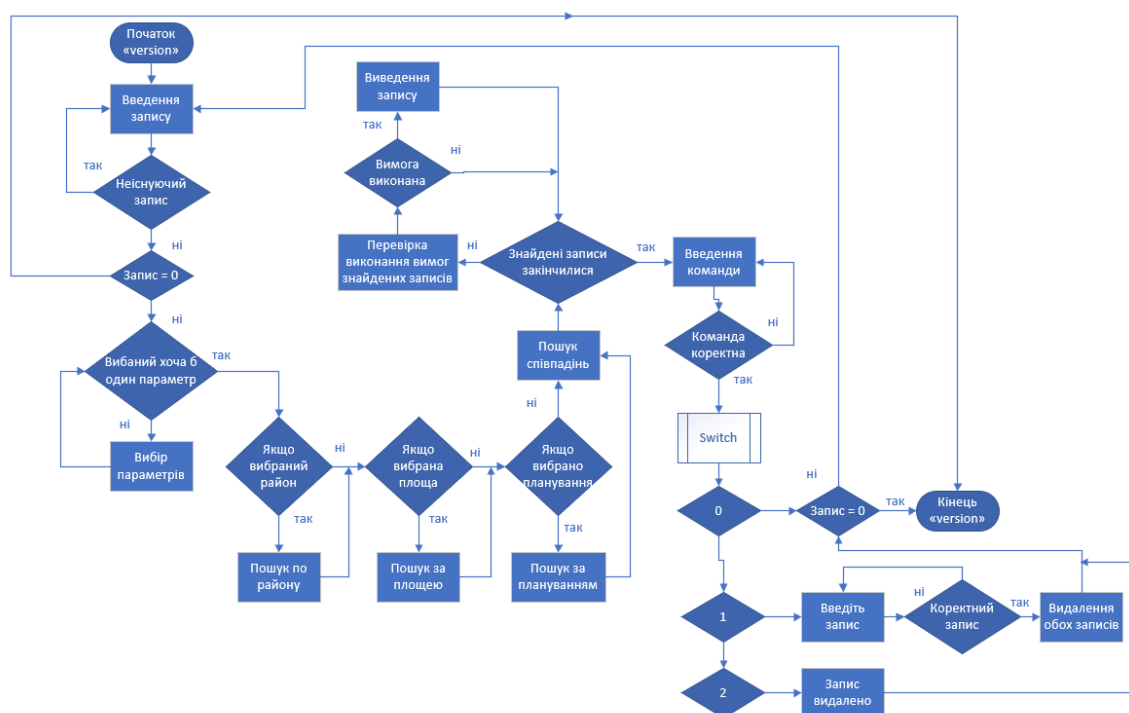 Початок
«version»
Введення
запису
так
Неіснуючий
запис
ні
Запис = 0
ні
Вибаний хоча б
один параметр
так
ні
Вибір
параметрів
Якщо
вибраний
район
ні
так
Пошук по
району
Якщо
вибрана
площа
ні
так
Пошук за
площею
Якщо
вибрано
планування
ні
так
Пошук за
плануванням
Пошук
співпадінь
Знайдені записи
закінчилися
ні
так
Перевірка
виконання вимог
знайдених записів
Вимога
виконана
так
ні
Виведення
запису
Введення
команди
Команда
коректна
ні
так
Switch
0
Запис = 0
ні
так
Кінець
«version»
1
Введіть
запис
ні
Коректний
запис
так
Видалення
обох записів
2
Запис
видалено